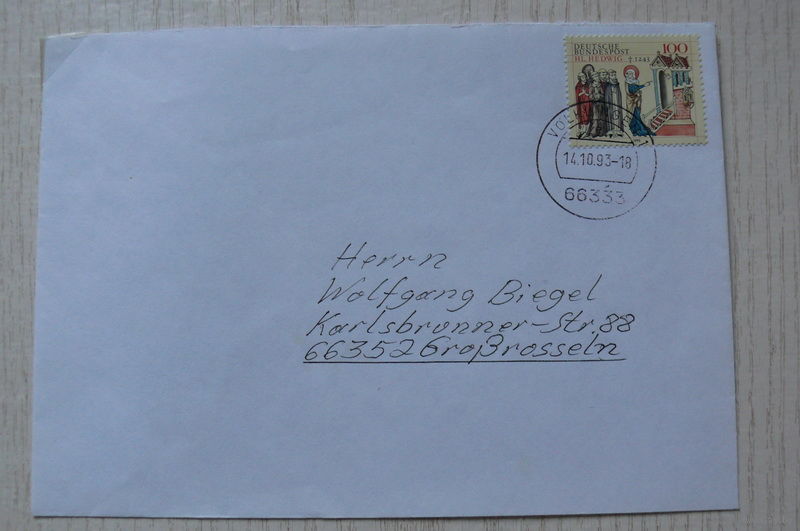 DEUTSCHE
BUNDESPOST
100
HL. HEDWIG † 1243
14.10.93-18
66333
Herrn
Wolfgang Biegel
Karlsbrunner-Str. 88
66352 Großrosseln